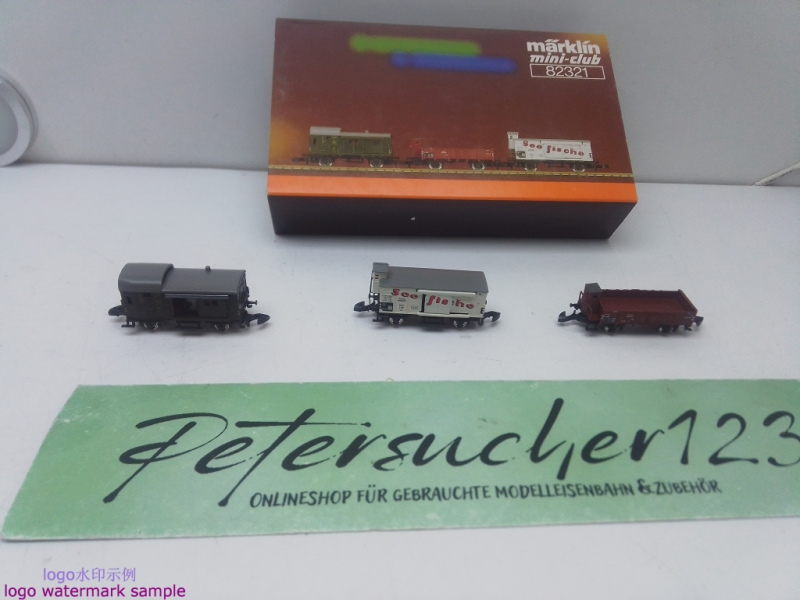 märklin
mini-club
82321
See fische
See fische
Petersucher123
ONLINESHOP FÜR GEBRAUCHTE MODELLEISENBAHN & ZUBEHÖR
logo水印示例
logo watermark sample